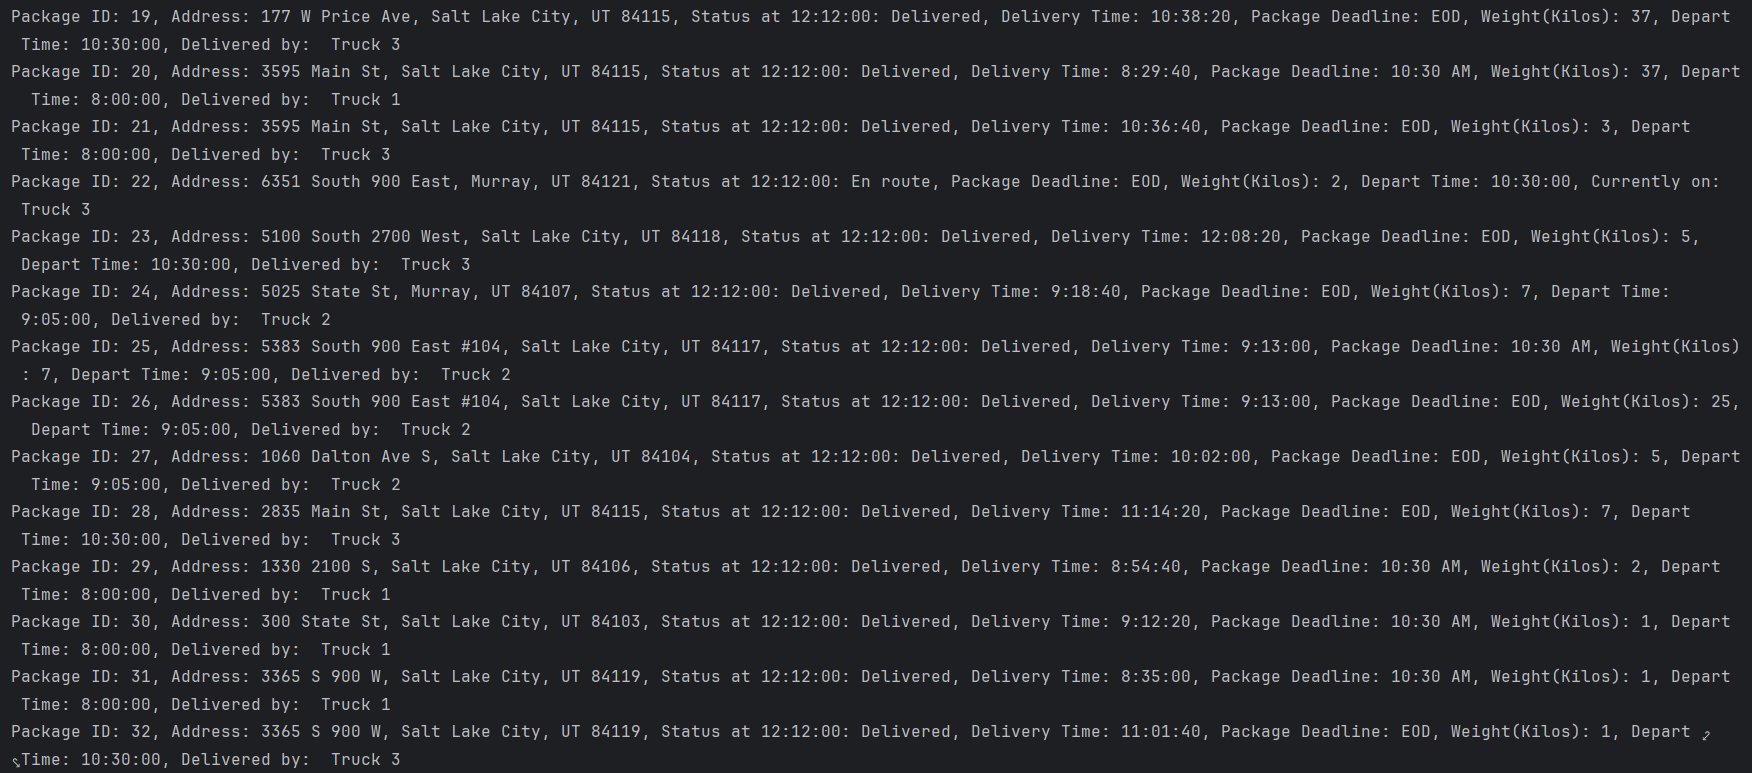 Package ID: 19, Address: 177 W Price Ave, Salt Lake City, UT 84115, Status at 12:12:00: Delivered, Delivery Time: 10:38:20, Package Deadline: EOD, Weight(Kilos): 37, Depart
Time: 10:30:00, Delivered by:  Truck 3
Package ID: 20, Address: 3595 Main St, Salt Lake City, UT 84115, Status at 12:12:00: Delivered, Delivery Time: 8:29:40, Package Deadline: 10:30 AM, Weight(Kilos): 37, Depart
Time: 8:00:00, Delivered by:  Truck 1
Package ID: 21, Address: 3595 Main St, Salt Lake City, UT 84115, Status at 12:12:00: Delivered, Delivery Time: 10:36:40, Package Deadline: EOD, Weight(Kilos): 3, Depart
Time: 8:00:00, Delivered by:  Truck 3
Package ID: 22, Address: 6351 South 900 East, Murray, UT 84121, Status at 12:12:00: En route, Package Deadline: EOD, Weight(Kilos): 2, Depart Time: 10:30:00, Currently on:
Truck 3
Package ID: 23, Address: 5100 South 2700 West, Salt Lake City, UT 84118, Status at 12:12:00: Delivered, Delivery Time: 12:08:20, Package Deadline: EOD, Weight(Kilos): 5,
Depart Time: 10:30:00, Delivered by:  Truck 3
Package ID: 24, Address: 5025 State St, Murray, UT 84107, Status at 12:12:00: Delivered, Delivery Time: 9:18:40, Package Deadline: EOD, Weight(Kilos): 7, Depart Time:
9:05:00, Delivered by:  Truck 2
Package ID: 25, Address: 5383 South 900 East #104, Salt Lake City, UT 84117, Status at 12:12:00: Delivered, Delivery Time: 9:13:00, Package Deadline: 10:30 AM, Weight(Kilos)
: 7, Depart Time: 9:05:00, Delivered by:  Truck 2
Package ID: 26, Address: 5383 South 900 East #104, Salt Lake City, UT 84117, Status at 12:12:00: Delivered, Delivery Time: 9:13:00, Package Deadline: EOD, Weight(Kilos): 25,
Depart Time: 9:05:00, Delivered by:  Truck 2
Package ID: 27, Address: 1060 Dalton Ave S, Salt Lake City, UT 84104, Status at 12:12:00: Delivered, Delivery Time: 10:02:00, Package Deadline: EOD, Weight(Kilos): 5, Depart
Time: 9:05:00, Delivered by:  Truck 2
Package ID: 28, Address: 2835 Main St, Salt Lake City, UT 84115, Status at 12:12:00: Delivered, Delivery Time: 11:14:20, Package Deadline: EOD, Weight(Kilos): 7, Depart
Time: 10:30:00, Delivered by:  Truck 3
Package ID: 29, Address: 1330 2100 S, Salt Lake City, UT 84106, Status at 12:12:00: Delivered, Delivery Time: 8:54:40, Package Deadline: 10:30 AM, Weight(Kilos): 2, Depart
Time: 8:00:00, Delivered by:  Truck 1
Package ID: 30, Address: 300 State St, Salt Lake City, UT 84103, Status at 12:12:00: Delivered, Delivery Time: 9:12:20, Package Deadline: 10:30 AM, Weight(Kilos): 1, Depart
Time: 8:00:00, Delivered by:  Truck 1
Package ID: 31, Address: 3365 S 900 W, Salt Lake City, UT 84119, Status at 12:12:00: Delivered, Delivery Time: 8:35:00, Package Deadline: 10:30 AM, Weight(Kilos): 1, Depart
Time: 8:00:00, Delivered by:  Truck 1
Package ID: 32, Address: 3365 S 900 W, Salt Lake City, UT 84119, Status at 12:12:00: Delivered, Delivery Time: 11:01:40, Package Deadline: EOD, Weight(Kilos): 1, Depart
Time: 10:30:00, Delivered by:  Truck 3